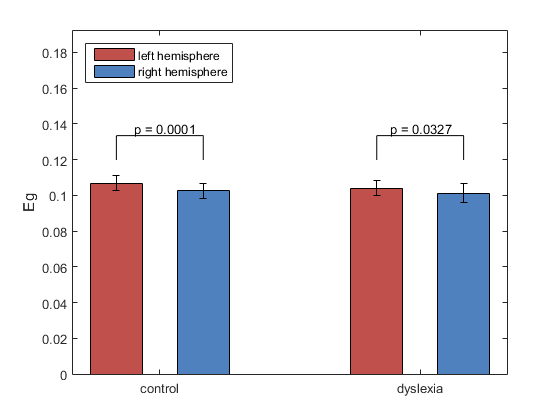 0.18
left hemisphere
right hemisphere
0.16
0.14
p = 0.0001
p = 0.0327
0.12
0.1
Eg
0.08
0.06
0.04
0.02
0
control
dyslexia